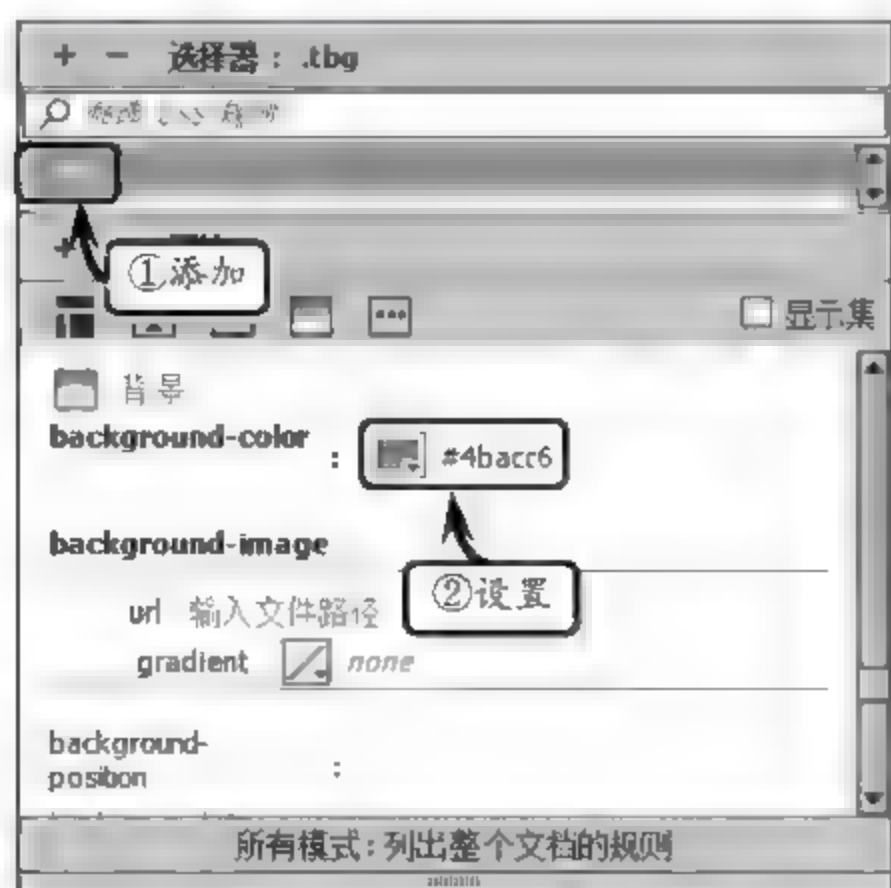 + − 选择器： .tbg
①添加
显示集
背景
background-color : #4bacc6
background-image
②设置
url 输入文件路径
gradient none
background-
position :
所有模式：列出整个文档的规则